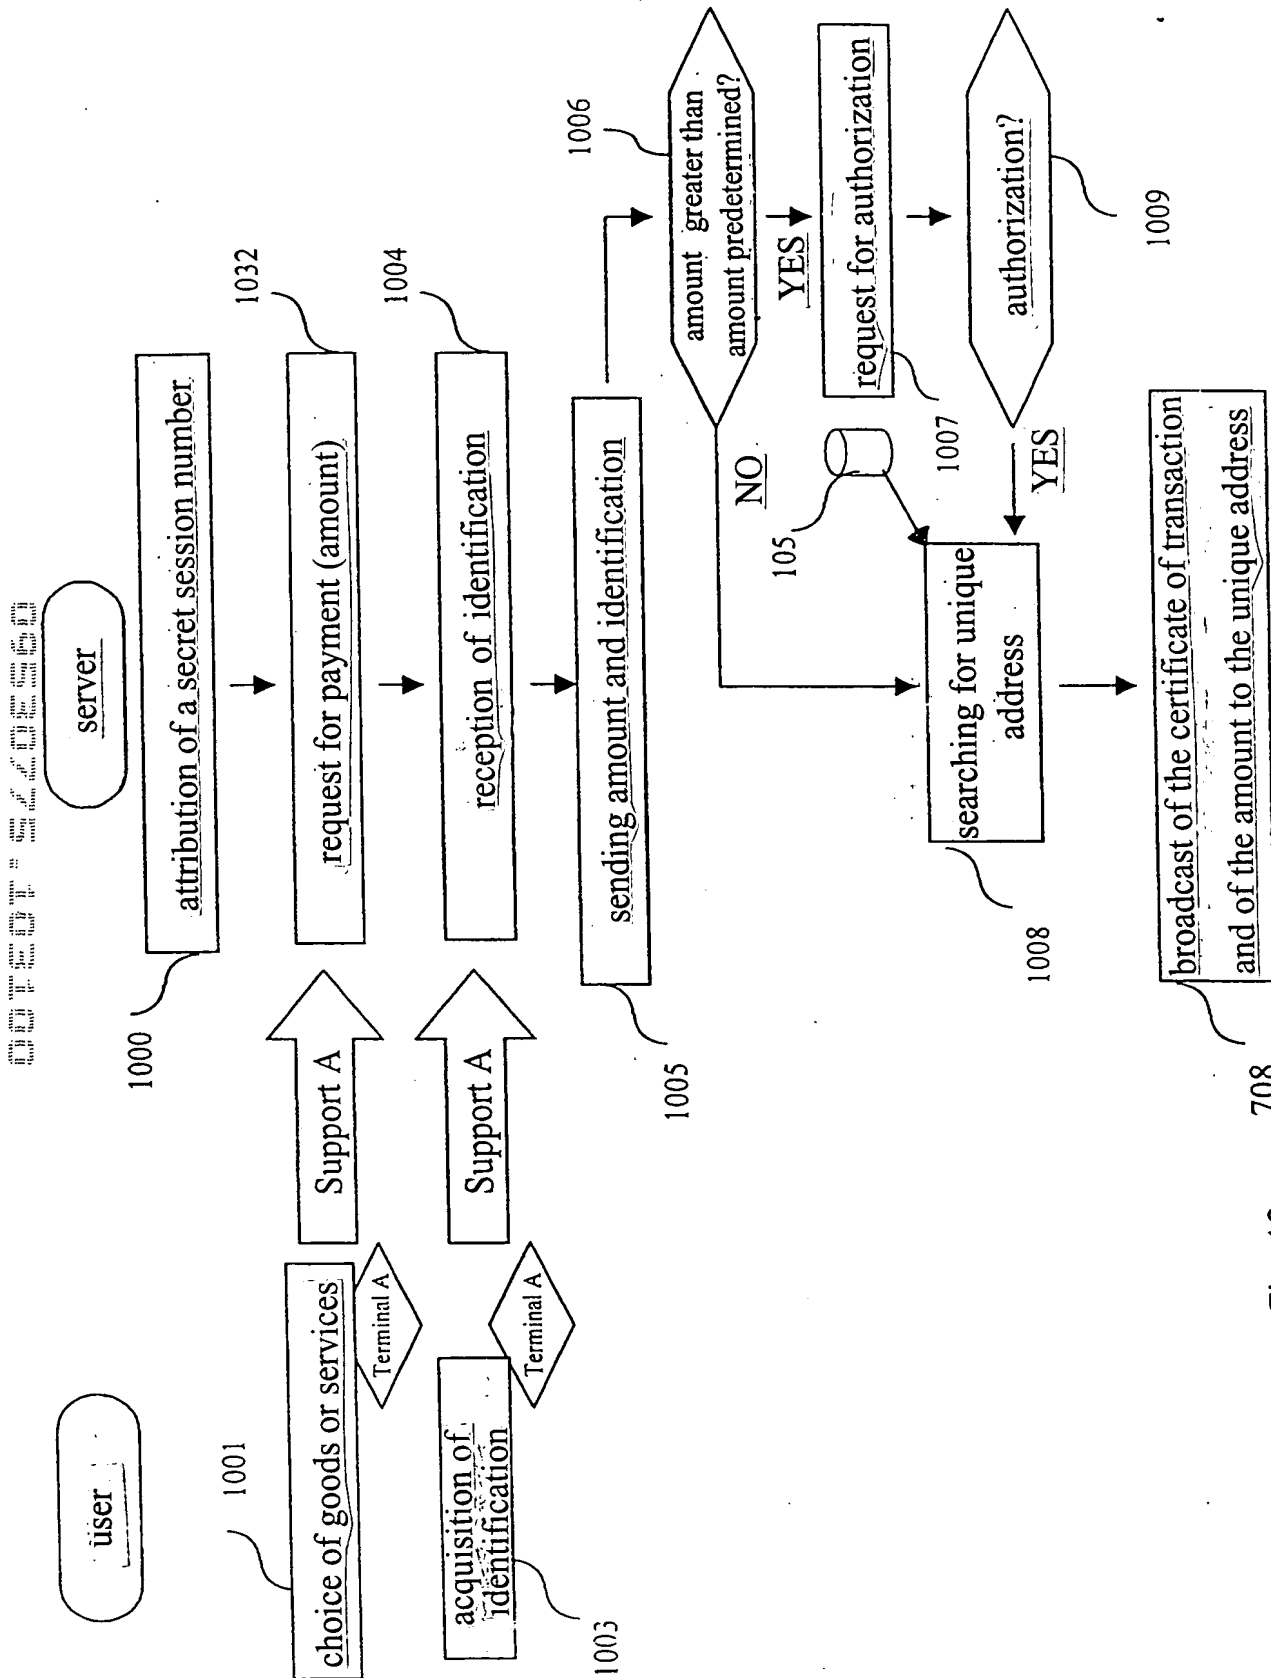 user
server
1000
attribution of a secret session number
1001
choice of goods or services
Terminal A
Support A
request for payment (amount)
1032
1003
acquisition of
identification
Terminal A
Support A
reception of identification
1004
1005
sending amount and identification
1006
amount greater than
amount predetermined?
NO
YES
105
1007
request for authorization
1008
searching for unique
address
YES
authorization?
1009
708
broadcast of the certificate of transaction
and of the amount to the unique address